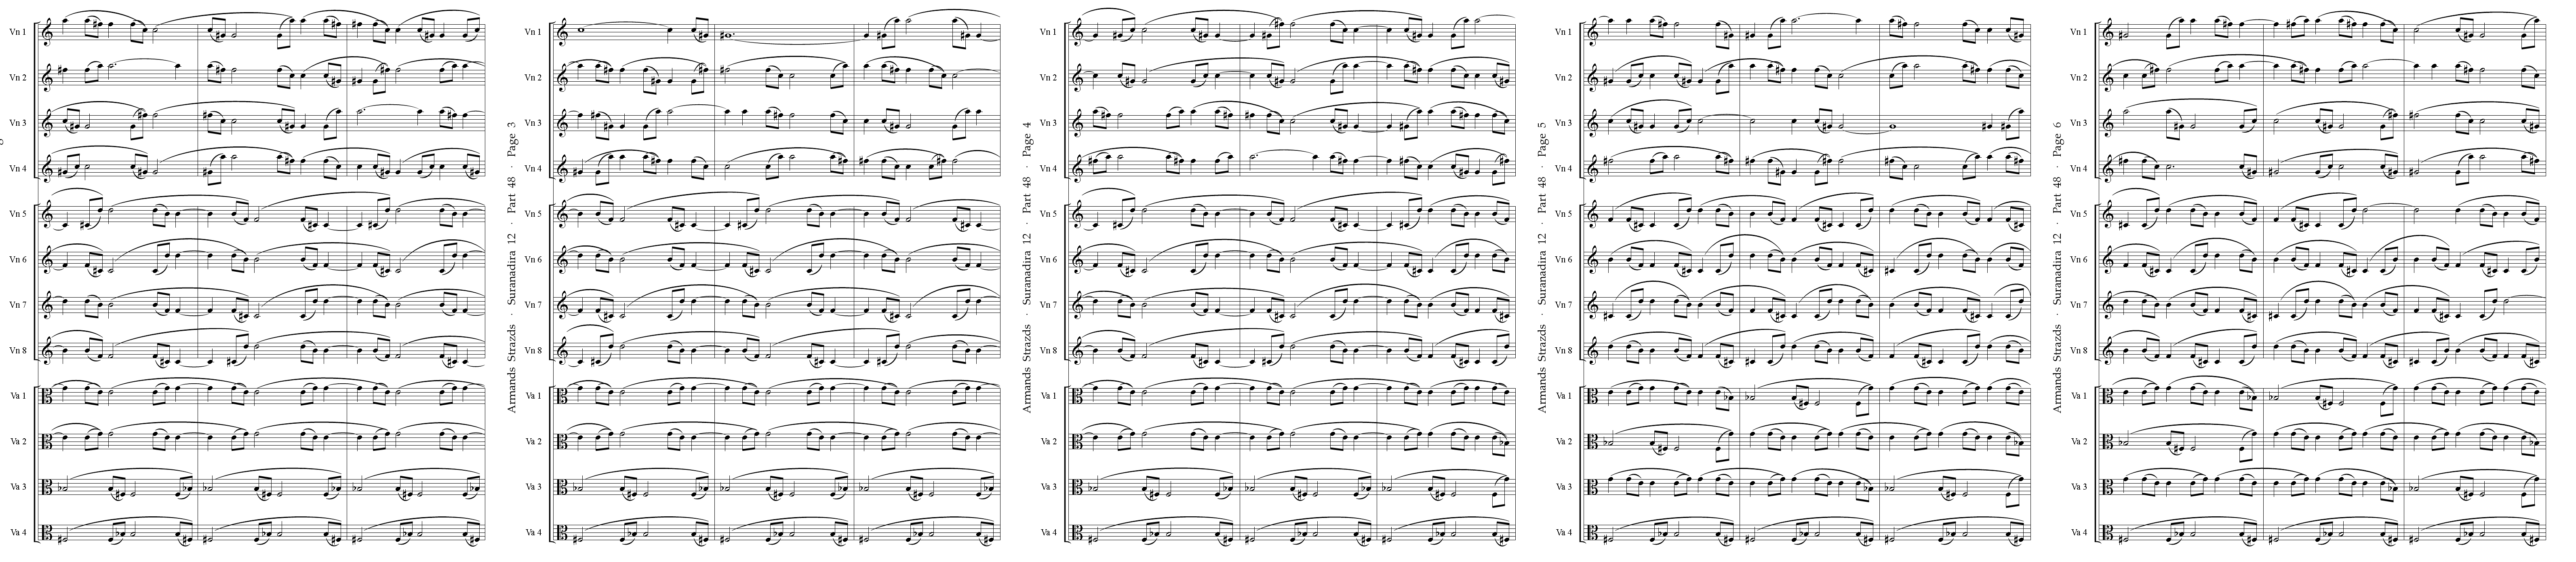 Vn 1
Vn 2
Vn 3
Vn 4
Vn 5
Vn 6
Vn 7
Vn 8
Va 1
Va 2
Va 3
Va 4
Armands Strazds · Suranadira 12 · Part 48 · Page 3
Vn 1
Vn 2
Vn 3
Vn 4
Vn 5
Vn 6
Vn 7
Vn 8
Va 1
Va 2
Va 3
Va 4
Armands Strazds · Suranadira 12 · Part 48 · Page 4
Vn 1
Vn 2
Vn 3
Vn 4
Vn 5
Vn 6
Vn 7
Vn 8
Va 1
Va 2
Va 3
Va 4
Armands Strazds · Suranadira 12 · Part 48 · Page 5
Vn 1
Vn 2
Vn 3
Vn 4
Vn 5
Vn 6
Vn 7
Vn 8
Va 1
Va 2
Va 3
Va 4
Armands Strazds · Suranadira 12 · Part 48 · Page 6
Vn 1
Vn 2
Vn 3
Vn 4
Vn 5
Vn 6
Vn 7
Vn 8
Va 1
Va 2
Va 3
Va 4